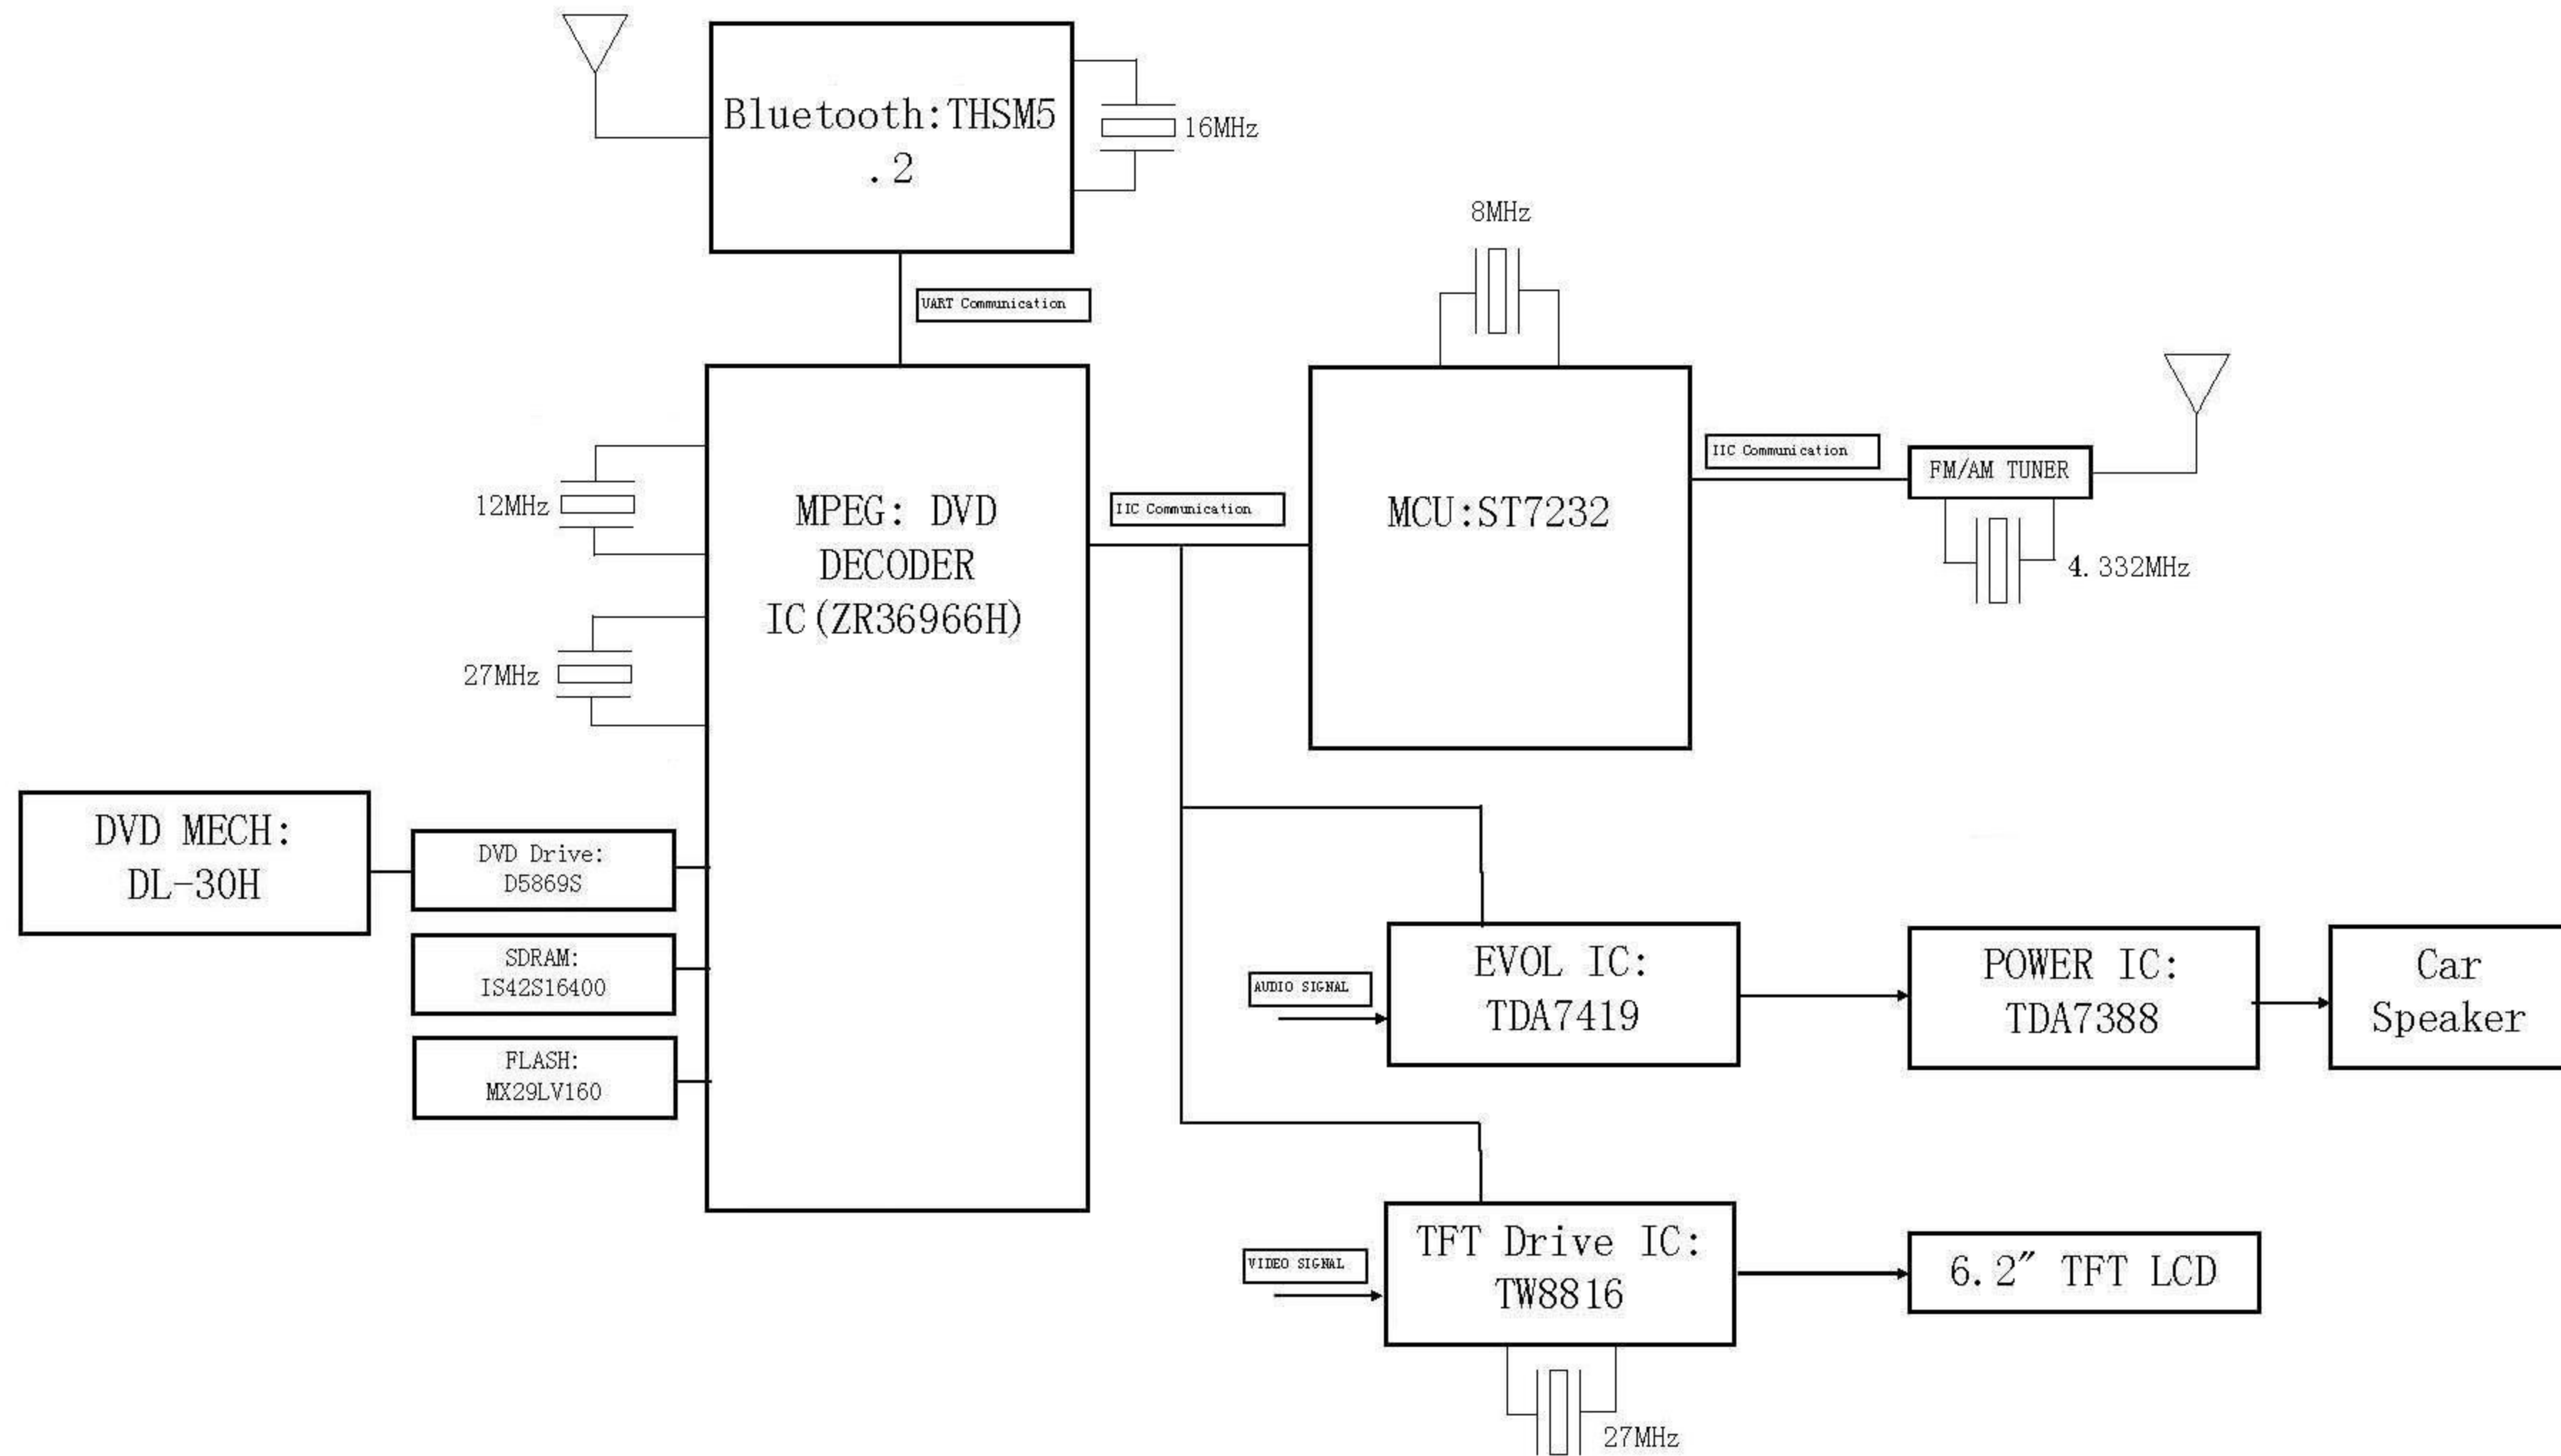 Bluetooth:THSM5
.2
16MHz
UART Communication
8MHz
12MHz
27MHz
MPEG: DVD
DECODER
IC(ZR36966H)
IIC Communication
MCU:ST7232
IIC Communication
FM/AM TUNER
4.332MHz
DVD MECH:
DL-30H
DVD Drive:
D5869S
SDRAM:
IS42S16400
FLASH:
MX29LV160
AUDIO SIGNAL
EVOL IC:
TDA7419
POWER IC:
TDA7388
Car
Speaker
VIDEO SIGNAL
TFT Drive IC:
TW8816
6.2" TFT LCD
27MHz